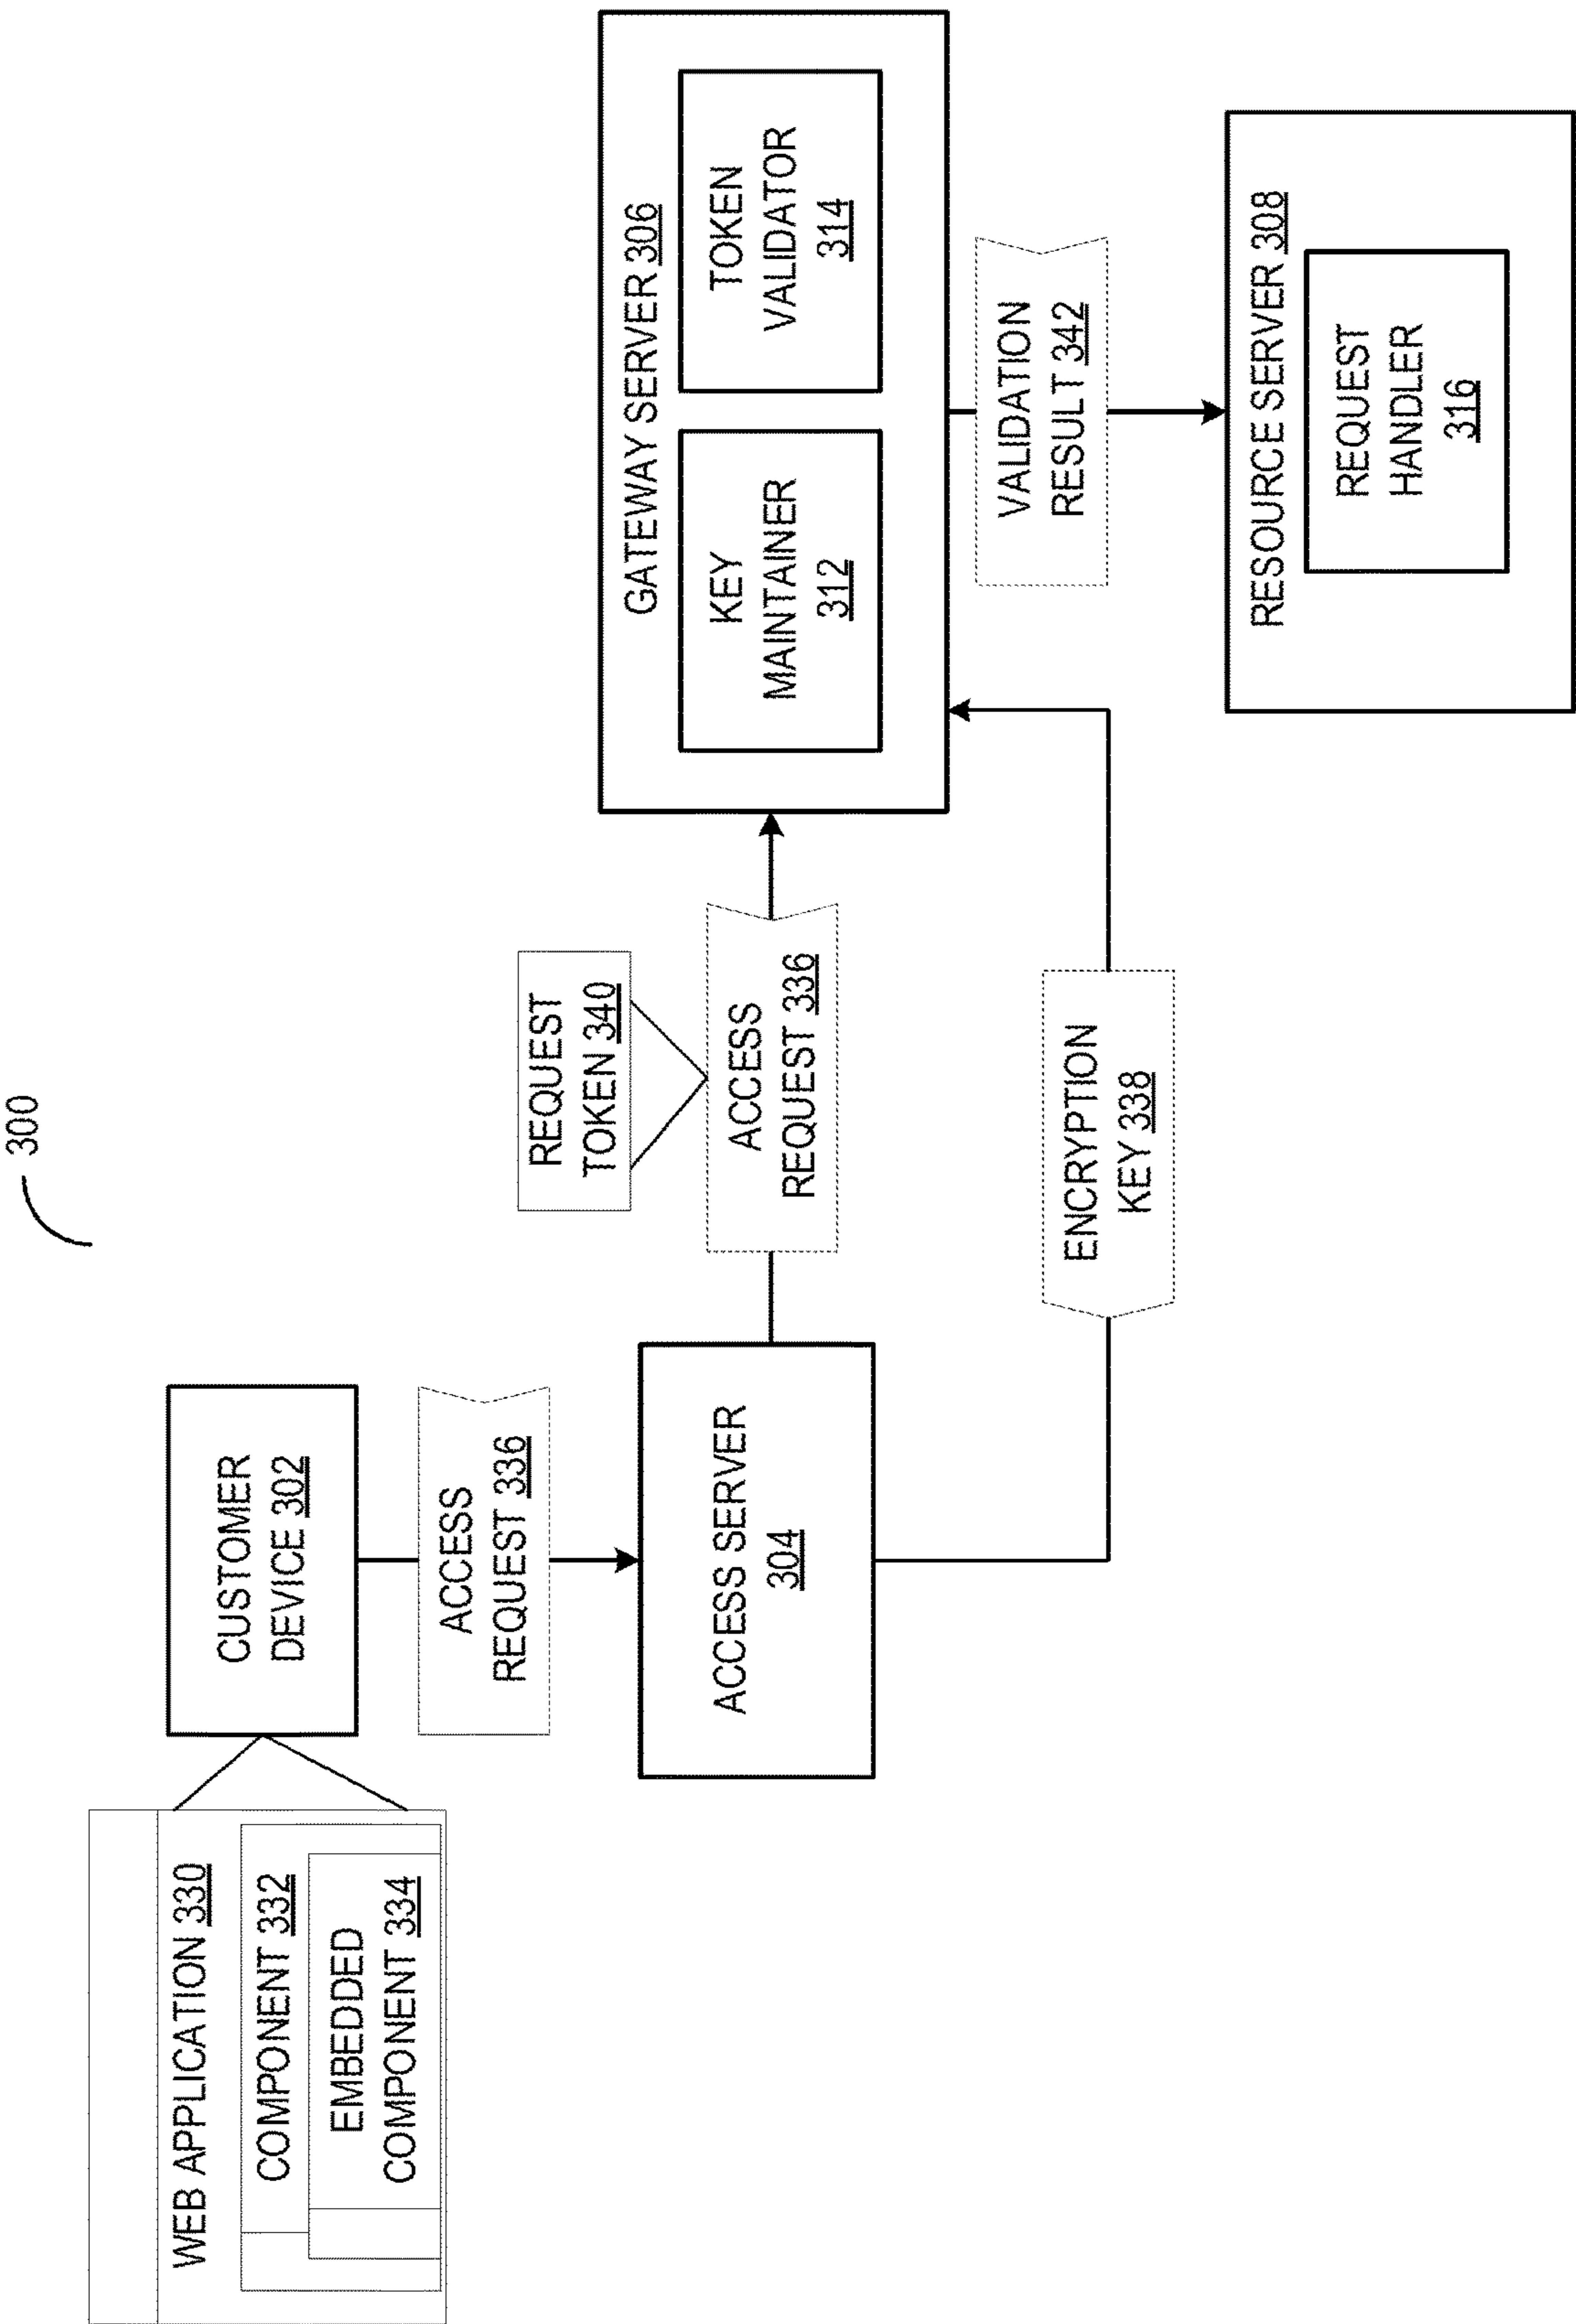 300
WEB APPLICATION 330
COMPONENT 332
EMBEDDED
COMPONENT 334
CUSTOMER
DEVICE 302
ACCESS
REQUEST 336
ACCESS SERVER
304
REQUEST
TOKEN 340
ACCESS
REQUEST 336
ENCRYPTION
KEY 338
GATEWAY SERVER 306
KEY
MAINTAINER
312
TOKEN
VALIDATOR
314
VALIDATION
RESULT 342
RESOURCE SERVER 308
REQUEST
HANDLER
316